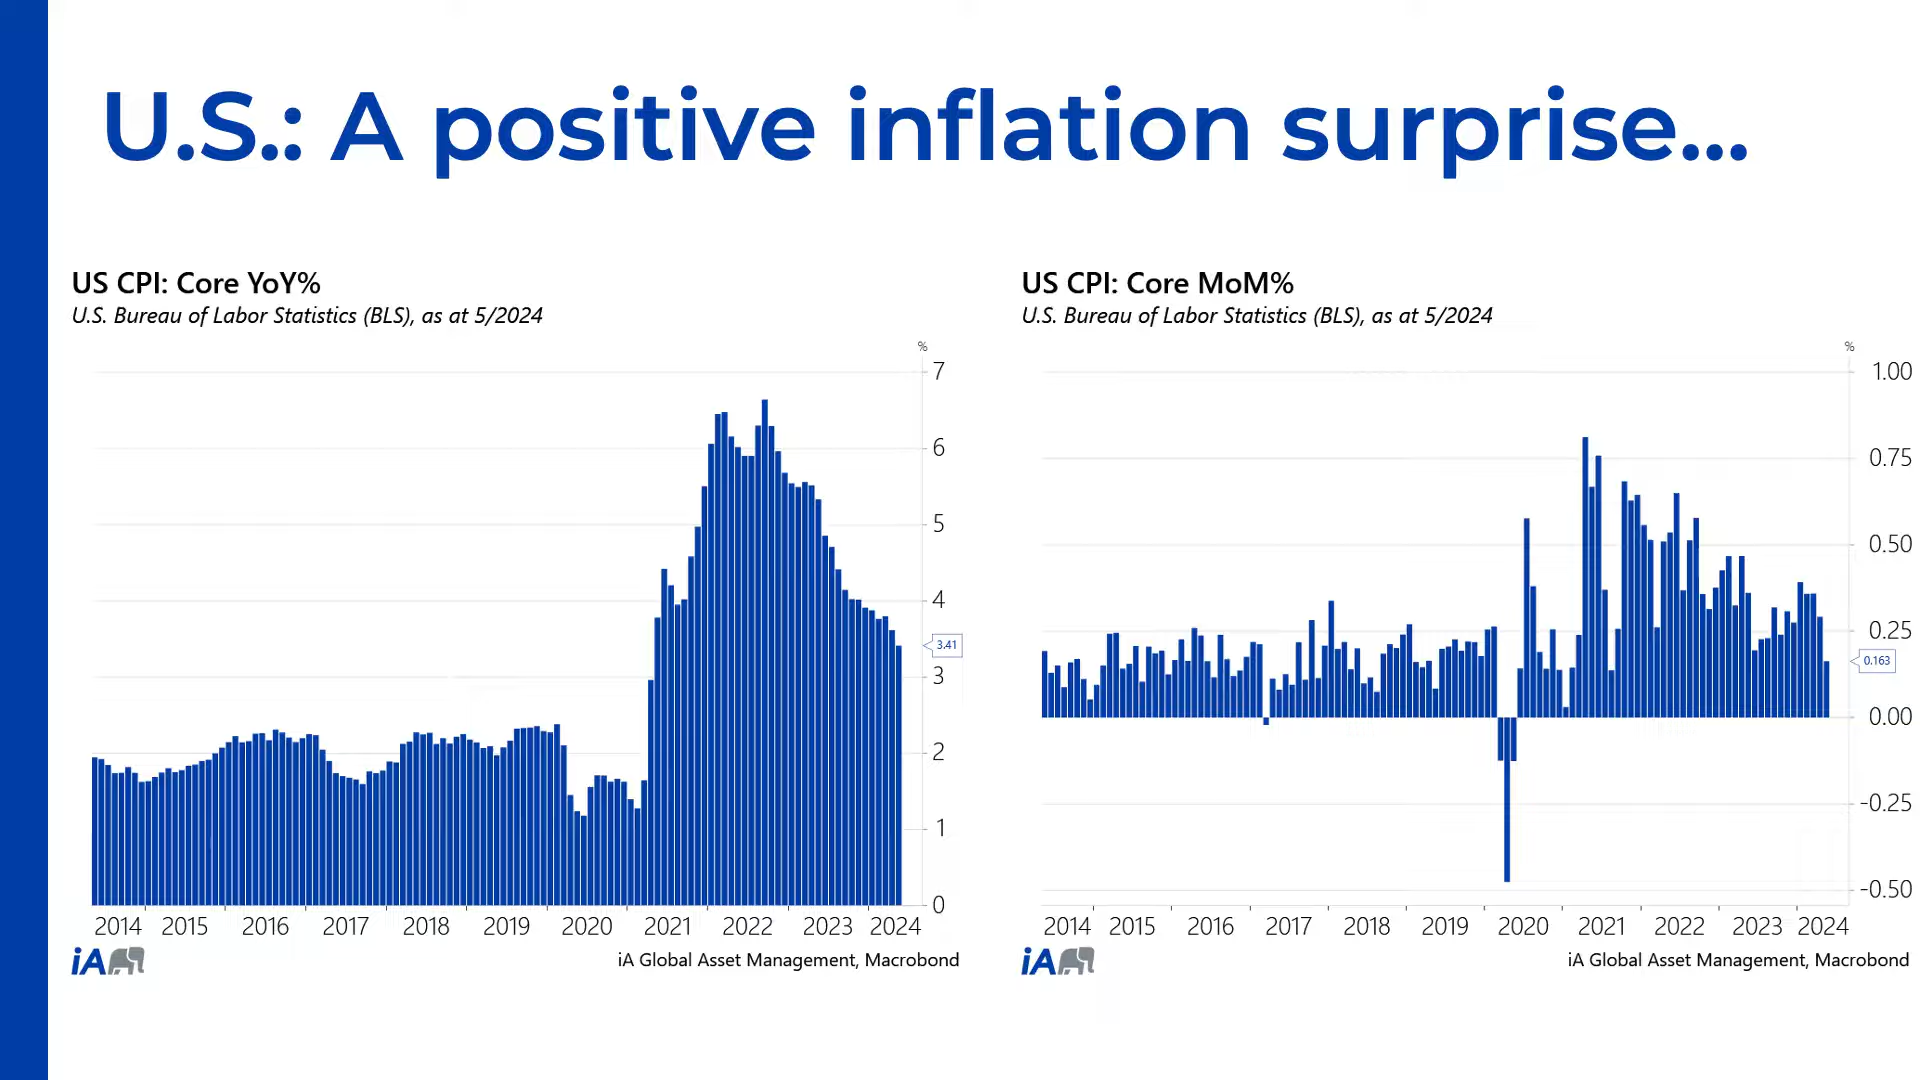 U.S.: A positive inflation surprise...
US CPI: Core YoY%
U.S. Bureau of Labor Statistics (BLS), as at 5/2024
%
7
6
5
4
3.41
3
2
1
0
2014 2015 2016 2017 2018 2019 2020 2021 2022 2023 2024
iA
iA Global Asset Management, Macrobond
US CPI: Core MoM%
U.S. Bureau of Labor Statistics (BLS), as at 5/2024
%
1.00
0.75
0.50
0.25
0.163
0.00
-0.25
-0.50
2014 2015 2016 2017 2018 2019 2020 2021 2022 2023 2024
iA
iA Global Asset Management, Macrobond